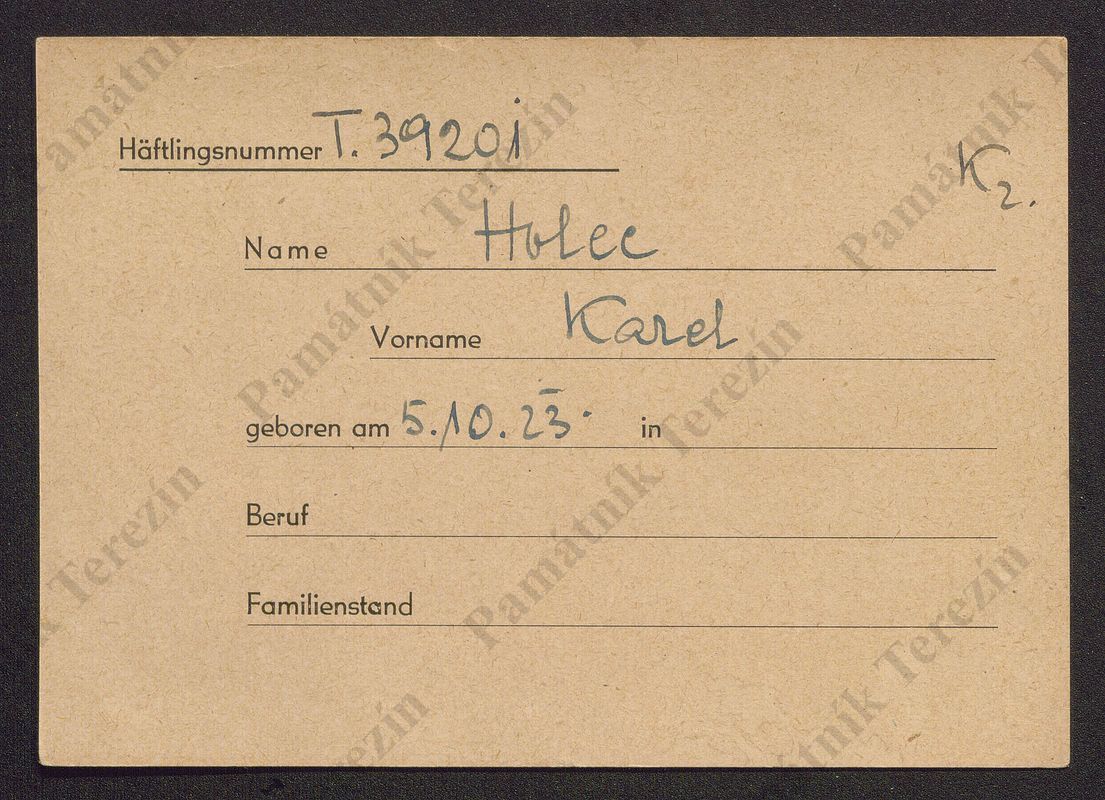 Häftlingsnummer T. 39201
K2.
Name Holec
Vorname Karel
geboren am 5.10.23. in
Beruf
Familienstand
Památník Terezín